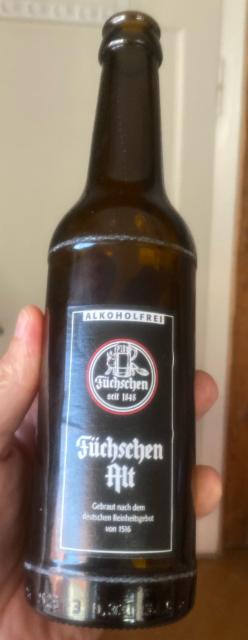 ALKOHOLFREI
Füchschen
seit 1848
Füchschen
Alt
Gebraut nach dem
deutschen Reinheitsgebot
von 1516